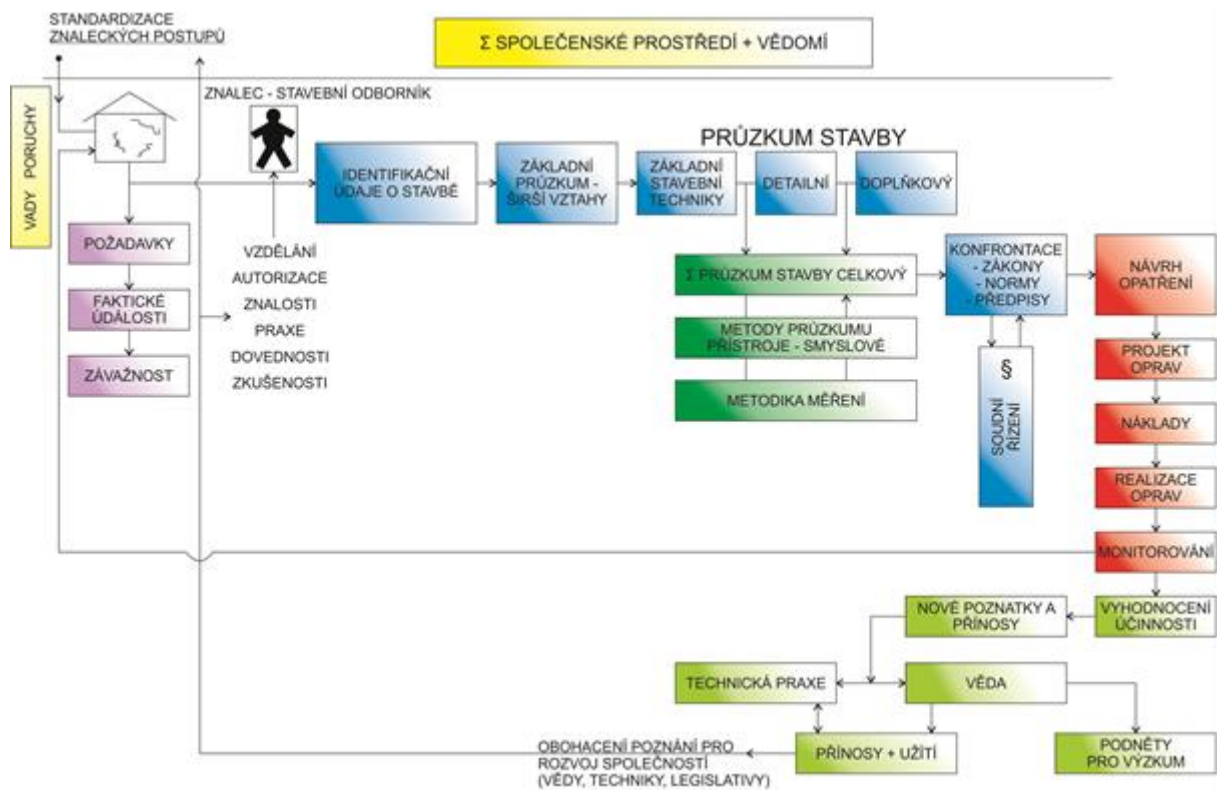 STANDARDIZACE
ZNALECKÝCH POSTUPŮ
Σ SPOLEČENSKÉ PROSTŘEDÍ + VĚDOMÍ
VADY PORUCHY
ZNALEC - STAVEBNÍ ODBORNÍK
PRŮZKUM STAVBY
IDENTIFIKAČNÍ
ÚDAJE O STAVBĚ
ZÁKLADNÍ
PRŮZKUM -
ŠIRŠÍ VZTAHY
ZÁKLADNÍ
STAVEBNÍ
TECHNIKY
DETAILNÍ
DOPLŇKOVÝ
POŽADAVKY
FAKTICKÉ
ÚDÁLOSTI
ZÁVAŽNOST
VZDĚLÁNÍ
AUTORIZACE
ZNALOSTI
PRAXE
DOVEDNOSTI
ZKUŠENOSTI
Σ PRŮZKUM STAVBY CELKOVÝ
METODY PRŮZKUMU
PŘÍSTROJE - SMYSLOVÉ
METODIKA MĚŘENÍ
KONFRONTACE
- ZÁKONY
- NORMY
- PŘEDPISY
§
SOUDNÍ
ŘÍZENÍ
NÁVRH
OPATŘENÍ
PROJEKT
OPRAV
NÁKLADY
REALIZACE
OPRAV
MONITOROVÁNÍ
VYHODNOCENÍ
ÚČINNOSTI
NOVÉ POZNATKY A
PŘÍNOSY
TECHNICKÁ PRAXE
VĚDA
PŘÍNOSY + UŽÍTÍ
PODNĚTY
PRO VÝZKUM
OBOHACENÍ POZNÁNÍ PRO
ROZVOJ SPOLEČNOSTÍ
(VĚDY, TECHNIKY, LEGISLATIVY)